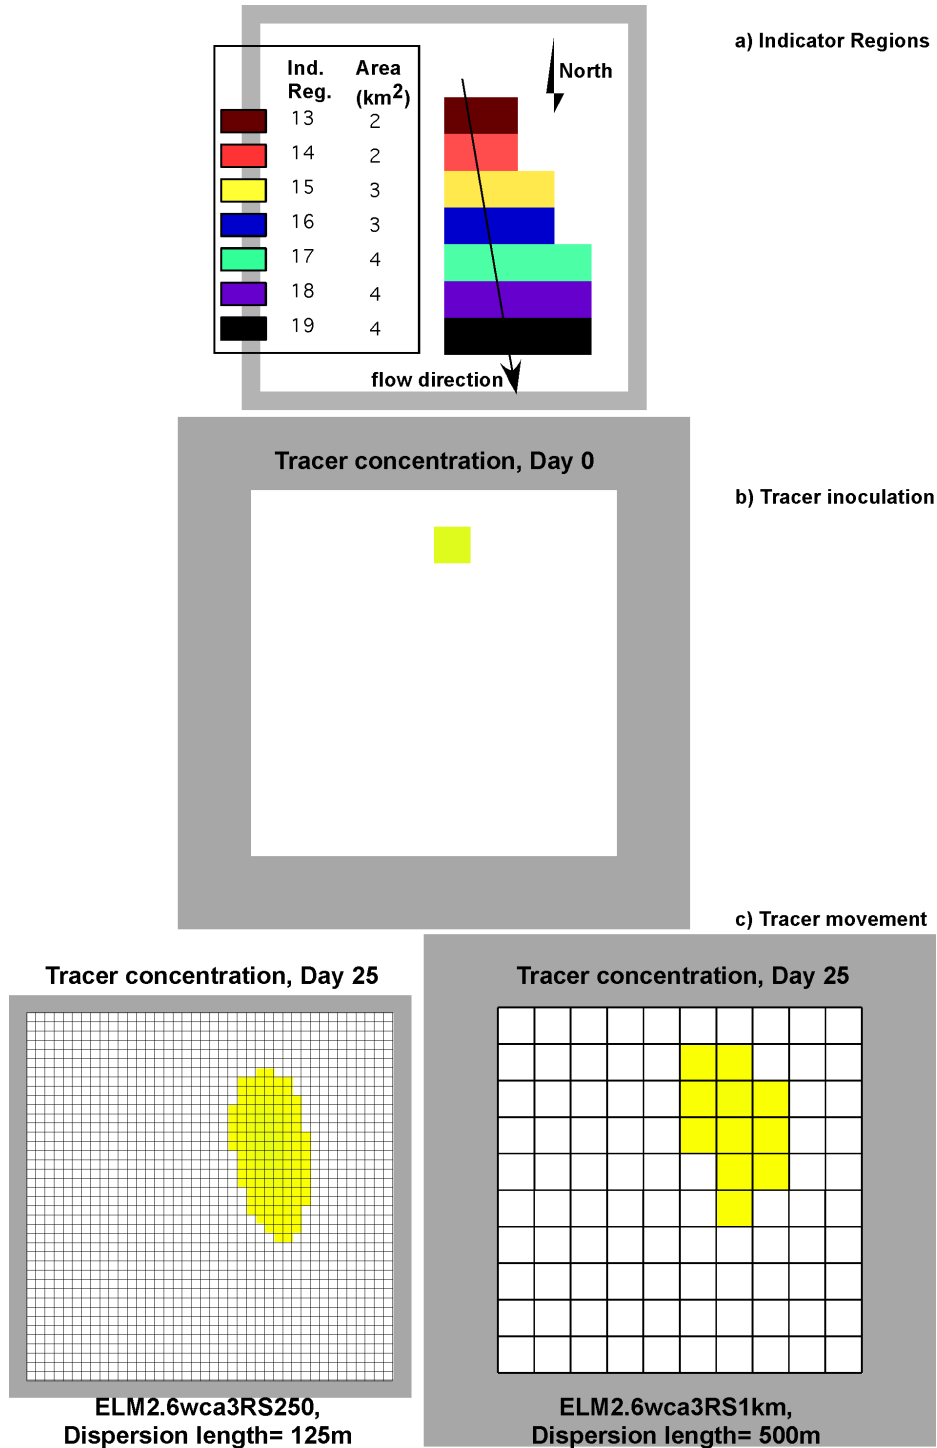 a) Indicator Regions
Ind. Area
Reg. (km2)
13 2
14 2
15 3
16 3
17 4
18 4
19 4
North
flow direction
Tracer concentration, Day 0
b) Tracer inoculation
c) Tracer movement
Tracer concentration, Day 25
ELM2.6wca3RS250,
Dispersion length= 125m
Tracer concentration, Day 25
ELM2.6wca3RS1km,
Dispersion length= 500m